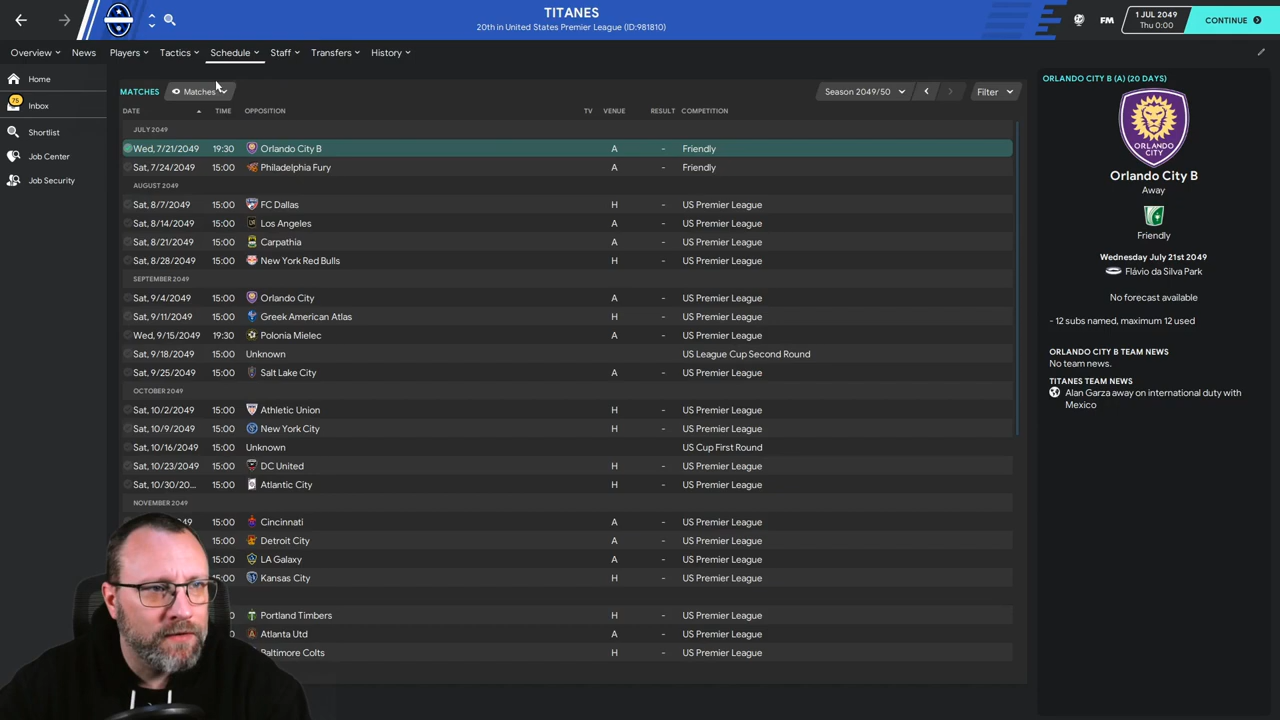 TITANES
20th in United States Premier League (ID:981810)
FM
1 JUL 2049
Thu 0:00
CONTINUE
Overview
News
Players
Tactics
Schedule
Staff
Transfers
History
Home
75
Inbox
Shortlist
Job Center
Job Security
MATCHES
Matches
Season 2049/50
Filter
DATE TIME OPPOSITION TV VENUE RESULT COMPETITION
JULY 2049
Wed, 7/21/2049 19:30 Orlando City B A - Friendly
Sat, 7/24/2049 15:00 Philadelphia Fury A - Friendly
AUGUST 2049
Sat, 8/7/2049 15:00 FC Dallas H - US Premier League
Sat, 8/14/2049 15:00 Los Angeles A - US Premier League
Sat, 8/21/2049 15:00 Carpathia A - US Premier League
Sat, 8/28/2049 15:00 New York Red Bulls H - US Premier League
SEPTEMBER 2049
Sat, 9/4/2049 15:00 Orlando City A - US Premier League
Sat, 9/11/2049 15:00 Greek American Atlas H - US Premier League
Wed, 9/15/2049 19:30 Polonia Mielec A - US Premier League
Sat, 9/18/2049 15:00 Unknown US League Cup Second Round
Sat, 9/25/2049 15:00 Salt Lake City A - US Premier League
OCTOBER 2049
Sat, 10/2/2049 15:00 Athletic Union H - US Premier League
Sat, 10/9/2049 15:00 New York City H - US Premier League
Sat, 10/16/2049 15:00 Unknown US Cup First Round
Sat, 10/23/2049 15:00 DC United H - US Premier League
Sat, 10/30/20... 15:00 Atlantic City H - US Premier League
NOVEMBER 2049
15:00 Cincinnati A - US Premier League
15:00 Detroit City A - US Premier League
15:00 LA Galaxy A - US Premier League
15:00 Kansas City H - US Premier League
Portland Timbers H - US Premier League
Atlanta Utd A - US Premier League
Baltimore Colts H - US Premier League
ORLANDO CITY B (A) (20 DAYS)
ORLANDO
CITY
Orlando City B
Away
Friendly
Wednesday July 21st 2049
Flávio da Silva Park
No forecast available
- 12 subs named, maximum 12 used
ORLANDO CITY B TEAM NEWS
No team news.
TITANES TEAM NEWS
Alan Garza away on international duty with
Mexico